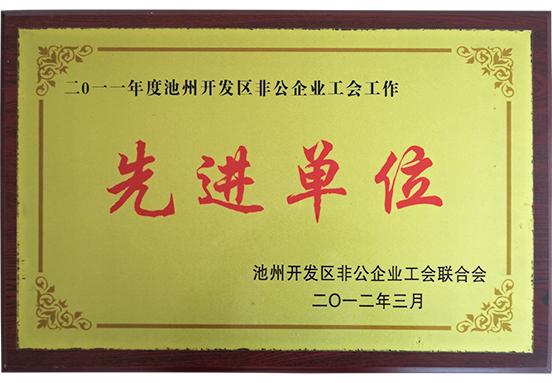 二〇一一年度池州开发区非公企业工会工作
先进单位
池州开发区非公企业工会联合会
二〇一二年三月